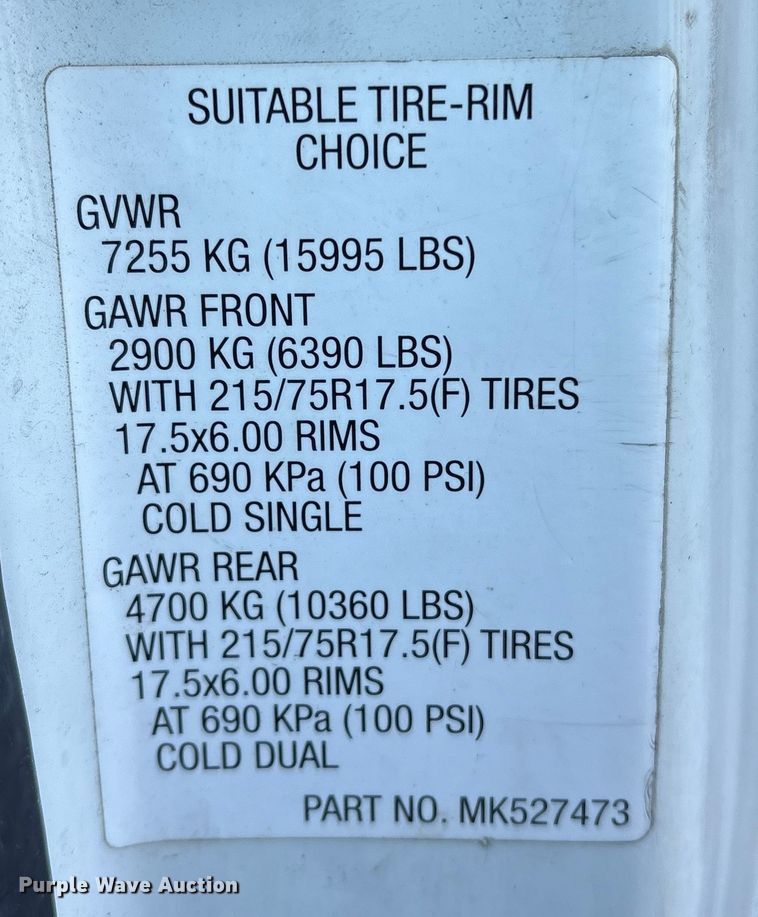 SUITABLE TIRE-RIM
CHOICE
GVWR
7255 KG (15995 LBS)
GAWR FRONT
2900 KG (6390 LBS)
WITH 215/75R17.5(F) TIRES
17.5x6.00 RIMS
AT 690 KPa (100 PSI)
COLD SINGLE
GAWR REAR
4700 KG (10360 LBS)
WITH 215/75R17.5(F) TIRES
17.5x6.00 RIMS
AT 690 KPa (100 PSI)
COLD DUAL
PART NO. MK527473
Purple Wave Auction